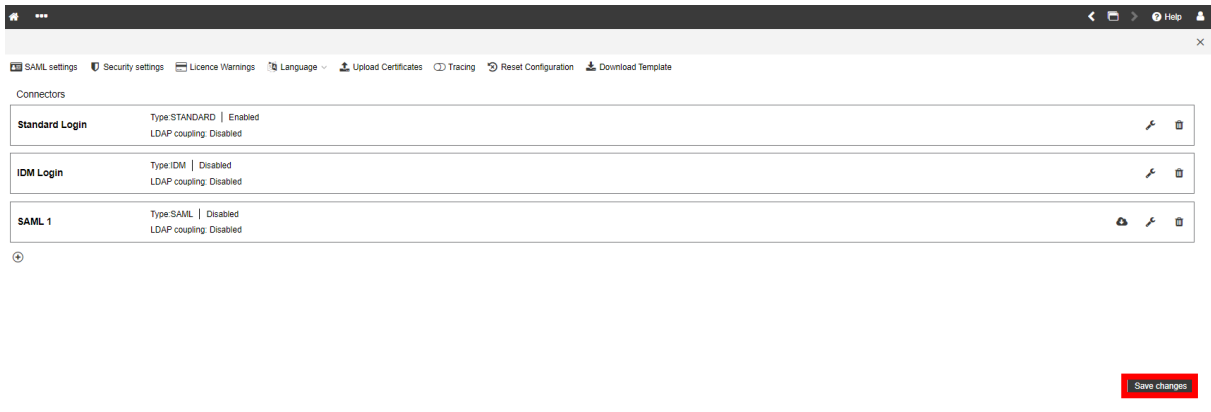 Help
SAML settings Security settings Licence Warnings Language Upload Certificates Tracing Reset Configuration Download Template
Connectors
Standard Login
Type:STANDARD | Enabled
LDAP coupling: Disabled
IDM Login
Type:IDM | Disabled
LDAP coupling: Disabled
SAML 1
Type:SAML | Disabled
LDAP coupling: Disabled
Save changes